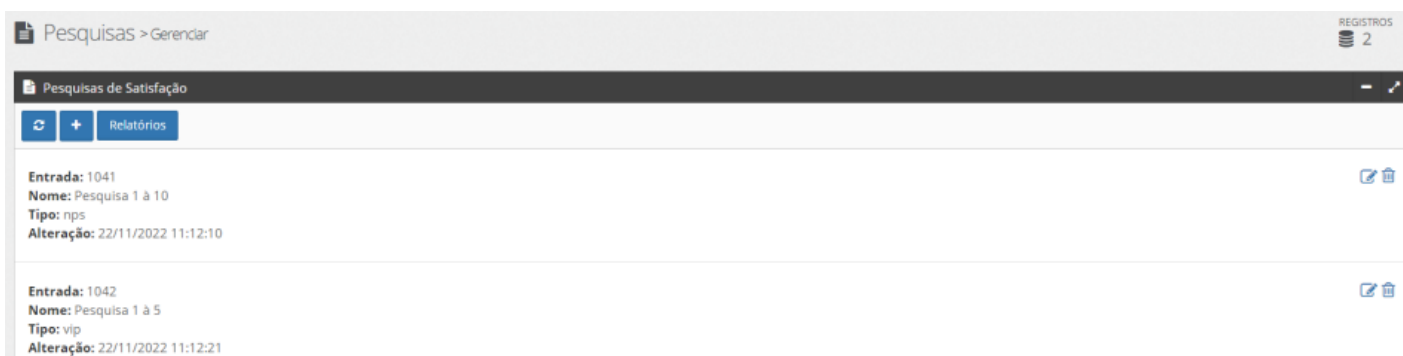 Pesquisas > Gerenciar
REGISTROS
2
Pesquisas de Satisfação
Relatórios
Entrada: 1041
Nome: Pesquisa 1 à 10
Tipo: nps
Alteração: 22/11/2022 11:12:10
Entrada: 1042
Nome: Pesquisa 1 à 5
Tipo: vip
Alteração: 22/11/2022 11:12:21